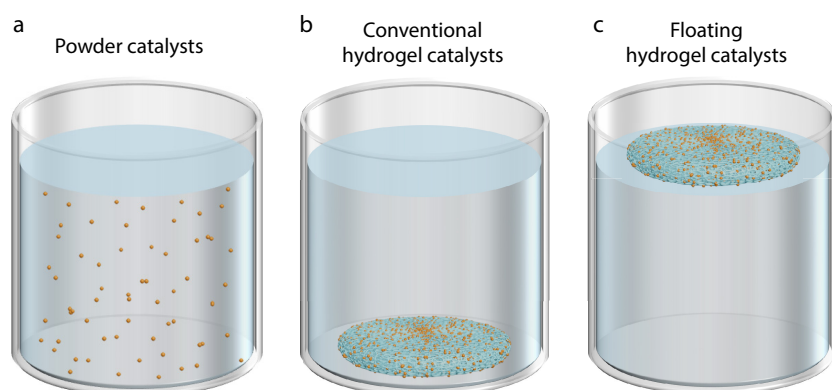 a
Powder catalysts
b
Conventional
hydrogel catalysts
c
Floating
hydrogel catalysts